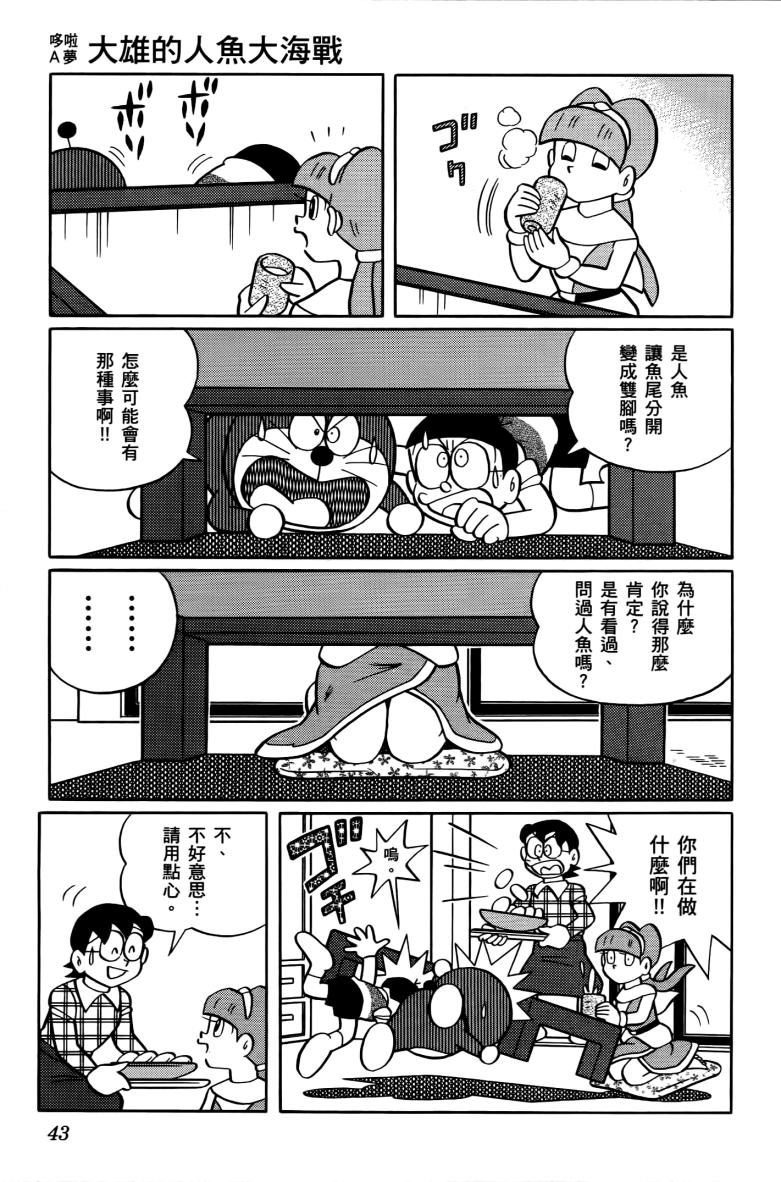 哆啦A夢 大雄的人魚大海戰
ゴクッ
ボソ
ボソ
是人魚
讓魚尾分開
變成雙腳嗎?
怎麼可能會有
那種事啊!!
為什麼
你說得那麼
肯定?
是有看過、
問過人魚嗎?
……
……
你們在做
什麼啊!!
嗚。
ゴチ
不、
不好意思…
請用點心。
43